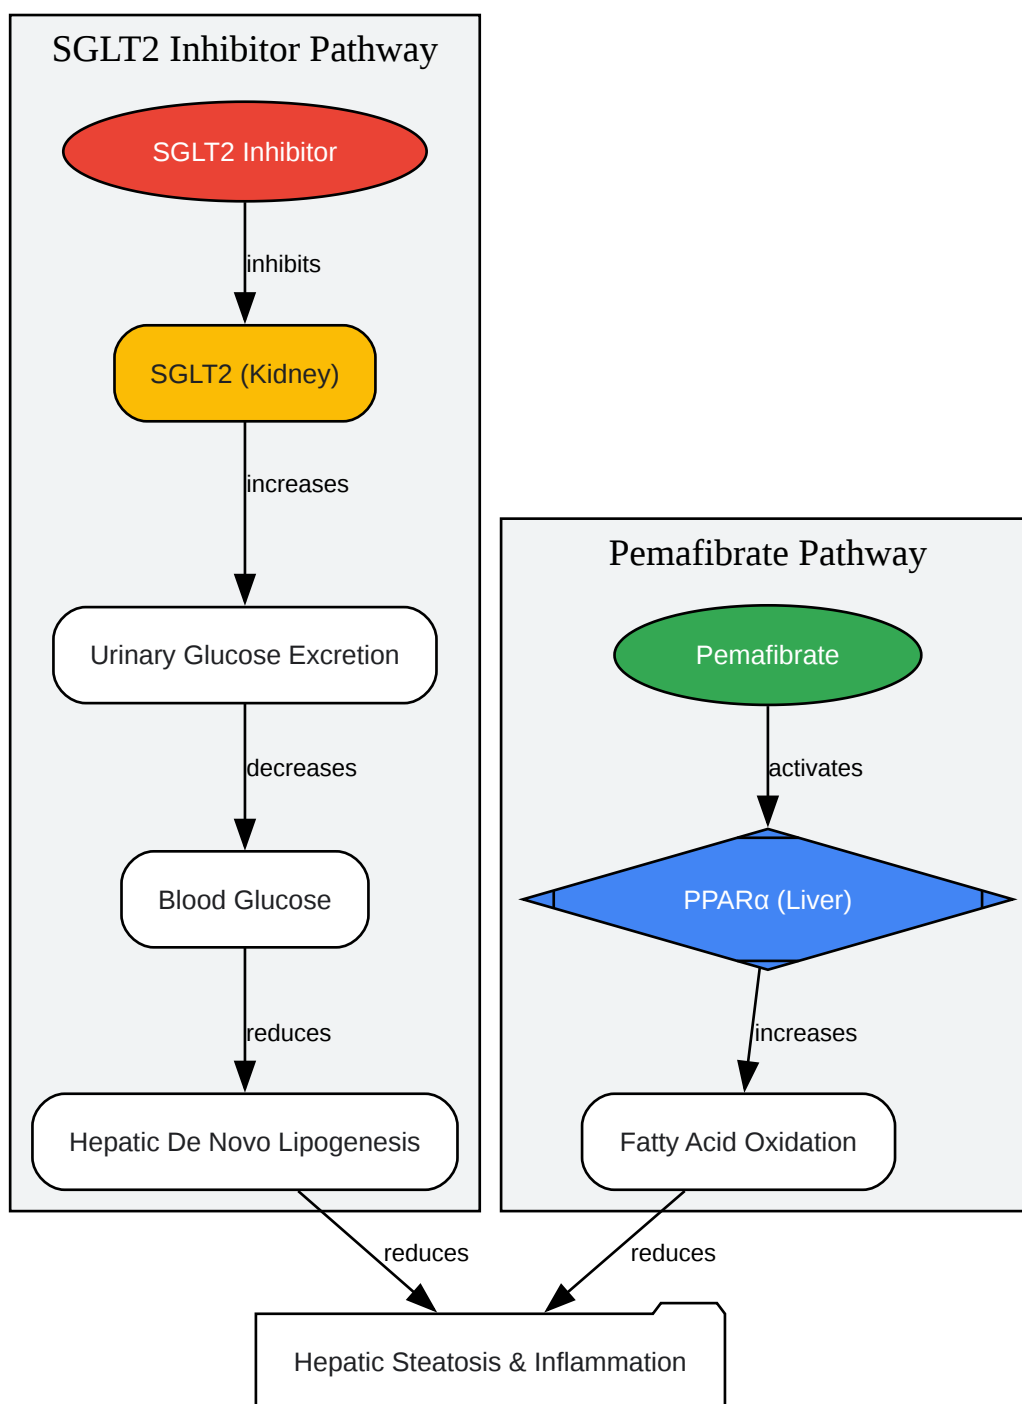 SGLT2 Inhibitor Pathway
SGLT2 Inhibitor
inhibits
SGLT2 (Kidney)
increases
Urinary Glucose Excretion
decreases
Blood Glucose
reduces
Hepatic De Novo Lipogenesis
reduces
Pemafibrate Pathway
Pemafibrate
activates
PPARα (Liver)
increases
Fatty Acid Oxidation
reduces
Hepatic Steatosis & Inflammation